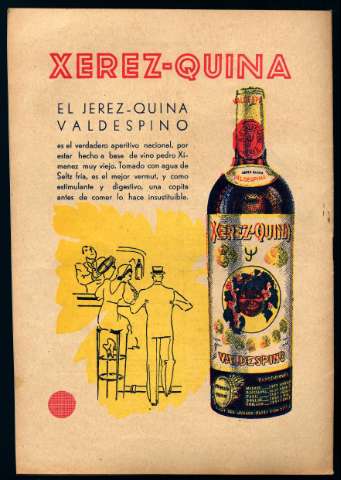 XEREZ-QUINA
EL JEREZ-QUINA
VALDESPINO
es el verdadero aperitivo nacional, por
estar hecho a base de vino pedro Xi-
menez muy viejo. Tomado con agua de
Seltz fría, es el mejor vermut, y como
estimulante y digestivo, una copita
antes de comer lo hace insustituible.
VALDESPINO
XEREZ-QUINA
VALDESPINO